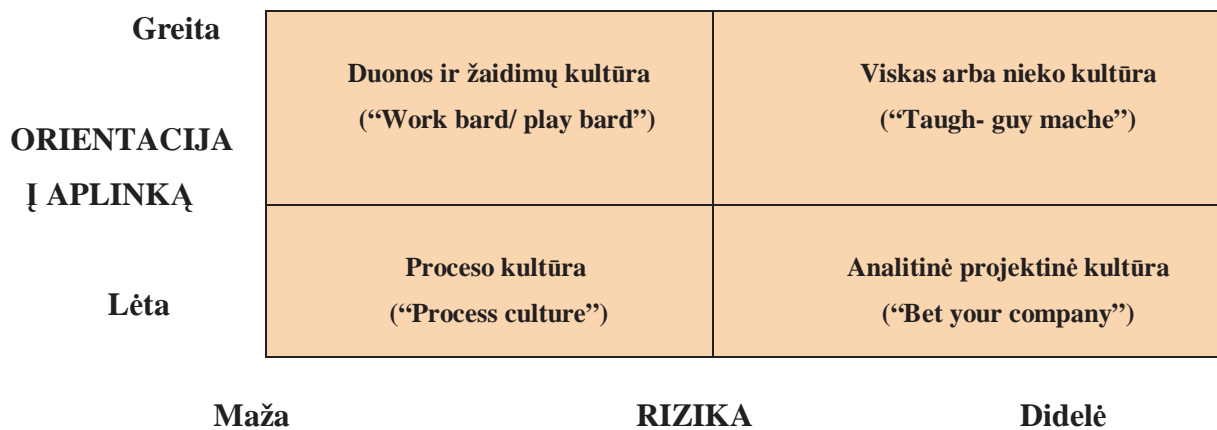 Greita
Duonos ir žaidimų kultūra
(“Work bard/ play bard”)
Viskas arba nieko kultūra
(“Taugh- guy mache”)
ORIENTACIJA
Į APLINKĄ
Proceso kultūra
(“Process culture”)
Analitinė projektinė kultūra
(“Bet your company”)
Lėta
Maža
RIZIKA
Didelė